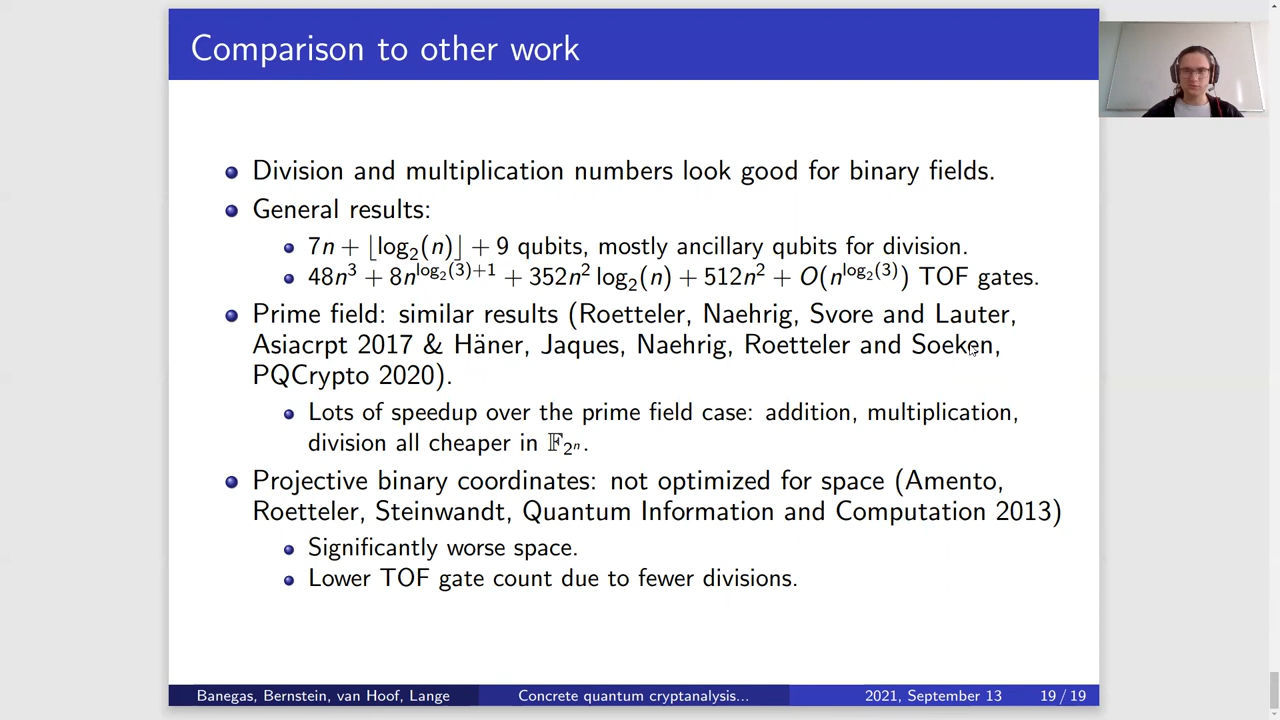 Comparison to other work
Division and multiplication numbers look good for binary fields.
General results:
7n + ⌊log₂(n)⌋ + 9 qubits, mostly ancillary qubits for division.
48n³ + 8n^{log₂(3)+1} + 352n² log₂(n) + 512n² + O(n^{log₂(3)}) TOF gates.
Prime field: similar results (Roetteler, Naehrig, Svore and Lauter,
Asiacrpt 2017 & Häner, Jaques, Naehrig, Roetteler and Soeken,
PQCrypto 2020).
Lots of speedup over the prime field case: addition, multiplication,
division all cheaper in 𝔽_{2ⁿ}.
Projective binary coordinates: not optimized for space (Amento,
Roetteler, Steinwandt, Quantum Information and Computation 2013)
Significantly worse space.
Lower TOF gate count due to fewer divisions.
Banegas, Bernstein, van Hoof, Lange Concrete quantum cryptanalysis... 2021, September 13 19 / 19